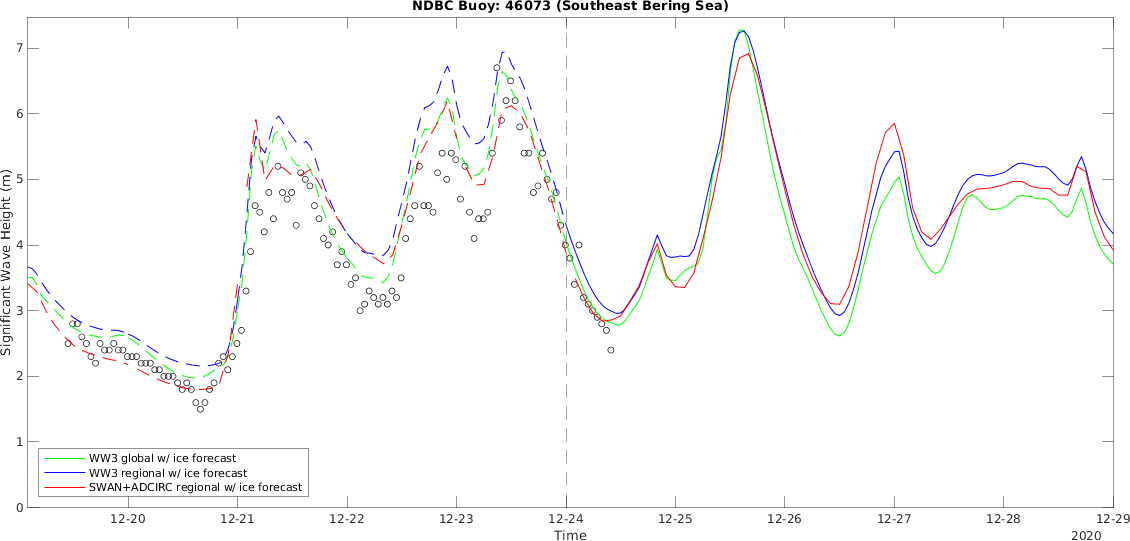 NDBC Buoy: 46073 (Southeast Bering Sea)
Significant Wave Height (m)
7
6
5
4
3
2
1
0
WW3 global w/ ice forecast
WW3 regional w/ ice forecast
SWAN+ADCIRC regional w/ ice forecast
12-20 12-21 12-22 12-23 12-24 12-25 12-26 12-27 12-28 12-29
Time
2020